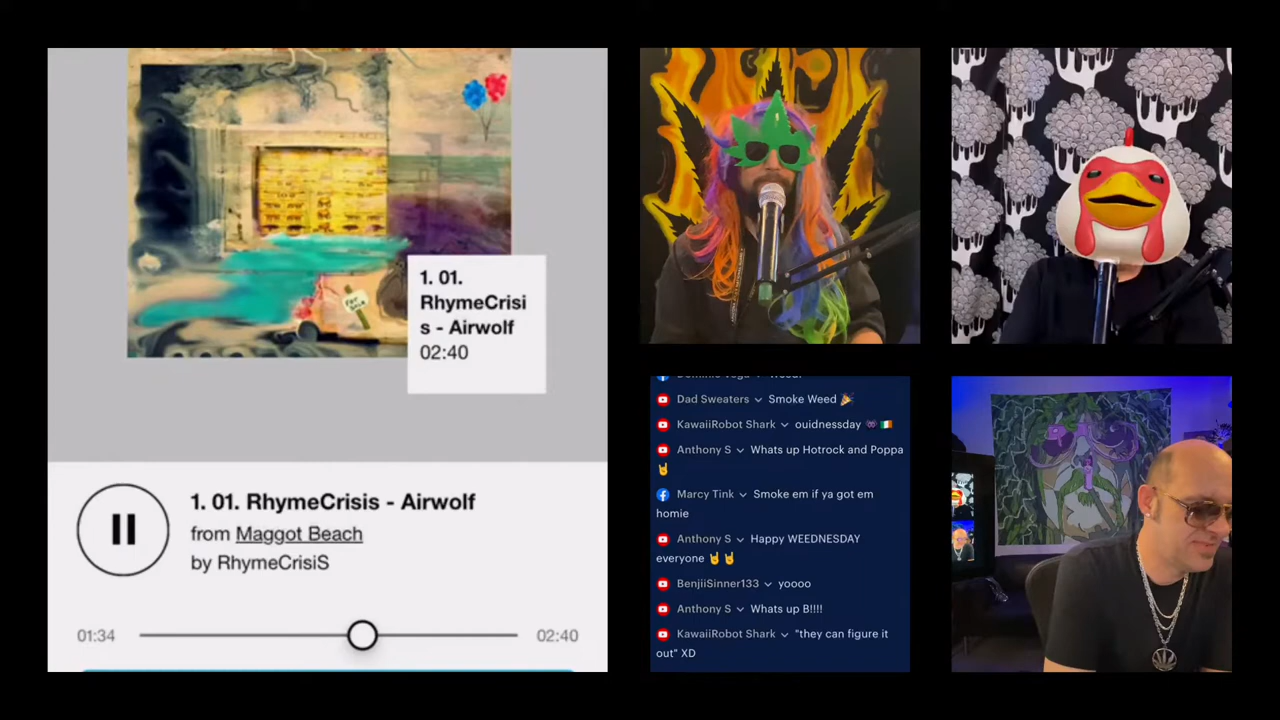 1. 01.
RhymeCrisi
s - Airwolf
02:40
1. 01. RhymeCrisis - Airwolf
from Maggot Beach
by RhymeCrisiS
01:34
02:40
Dad Sweaters Smoke Weed 🎉
KawaiiRobot Shark ouidnessday 👾 🇮🇪
Anthony S Whats up Hotrock and Poppa
🤘
Marcy Tink Smoke em if ya got em
homie
Anthony S Happy WEEDNESDAY
everyone 🤘 🤘
BenjiiSinner133 yoooo
Anthony S Whats up B!!!!
KawaiiRobot Shark "they can figure it
out" XD